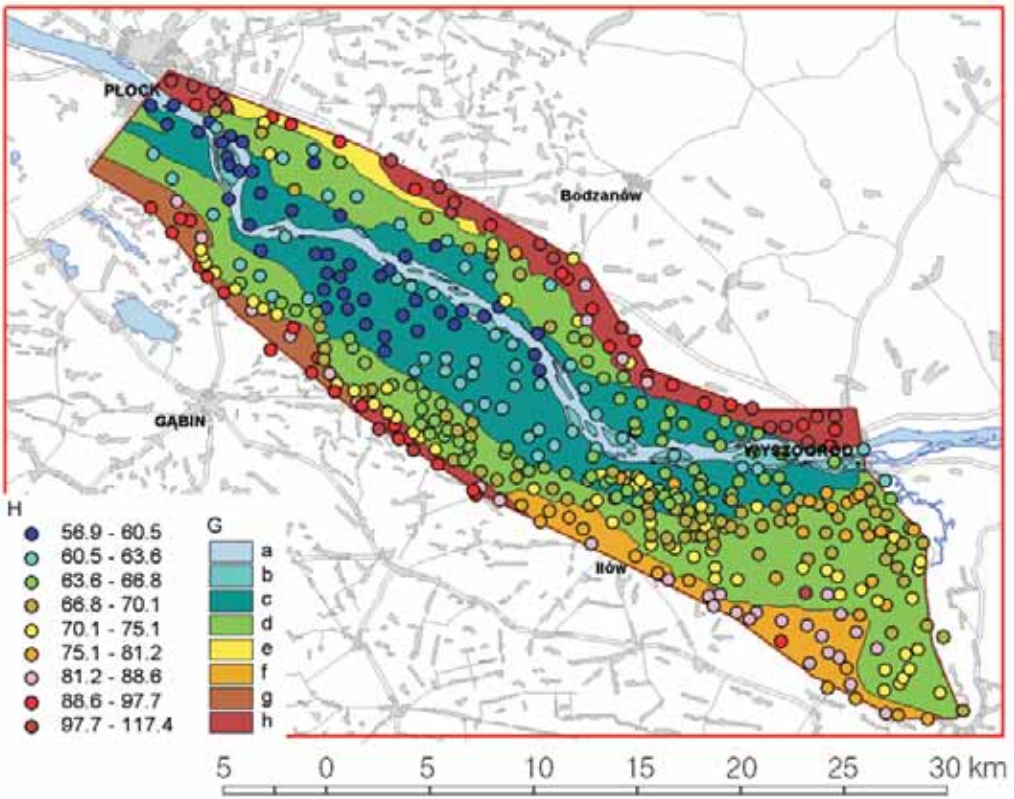 PŁOCK
Bodzanów
GĄBIN
WYSZOGRÓD
Iłów
H
56.9 - 60.5
60.5 - 63.6
63.6 - 66.8
66.8 - 70.1
70.1 - 75.1
75.1 - 81.2
81.2 - 88.6
88.6 - 97.7
97.7 - 117.4
G
a
b
c
d
e
f
g
h
5 0 5 10 15 20 25 30 km